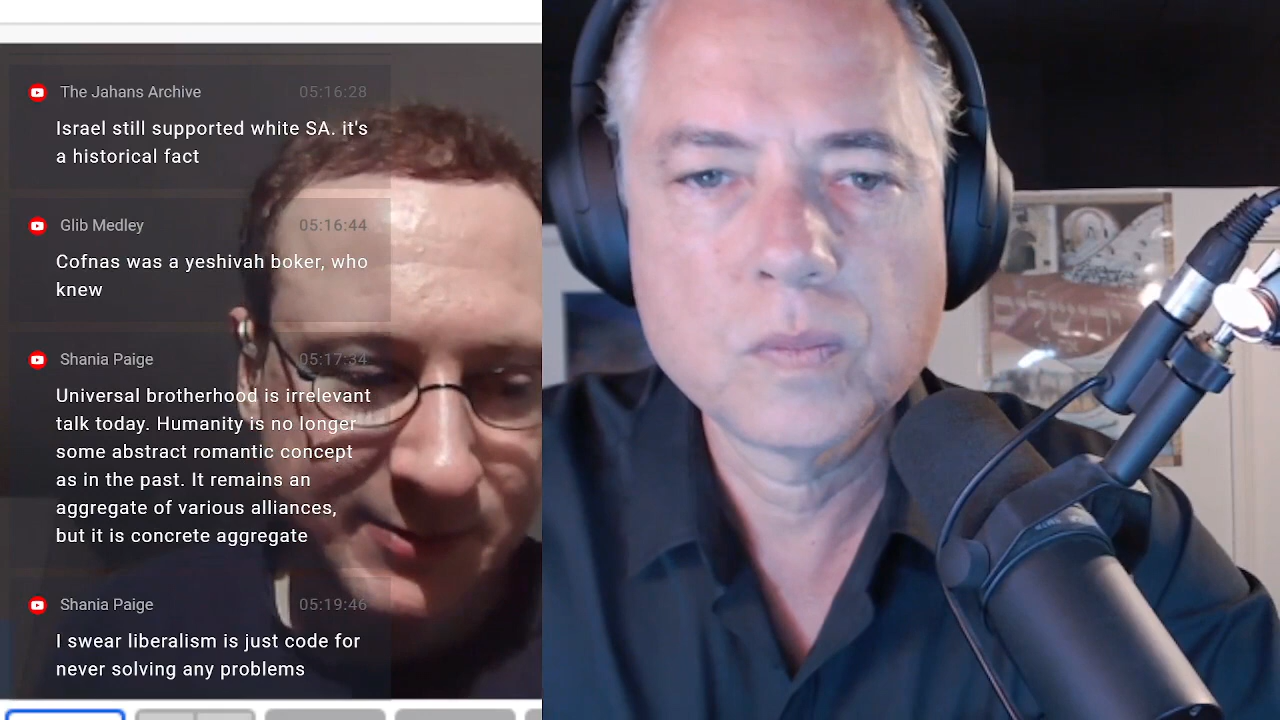 The Jahans Archive 05:16:28
Israel still supported white SA. it's
a historical fact
Glib Medley 05:16:44
Cofnas was a yeshivah boker, who
knew
Shania Paige 05:17:34
Universal brotherhood is irrelevant
talk today. Humanity is no longer
some abstract romantic concept
as in the past. It remains an
aggregate of various alliances,
but it is concrete aggregate
Shania Paige 05:19:46
I swear liberalism is just code for
never solving any problems
ירושלים